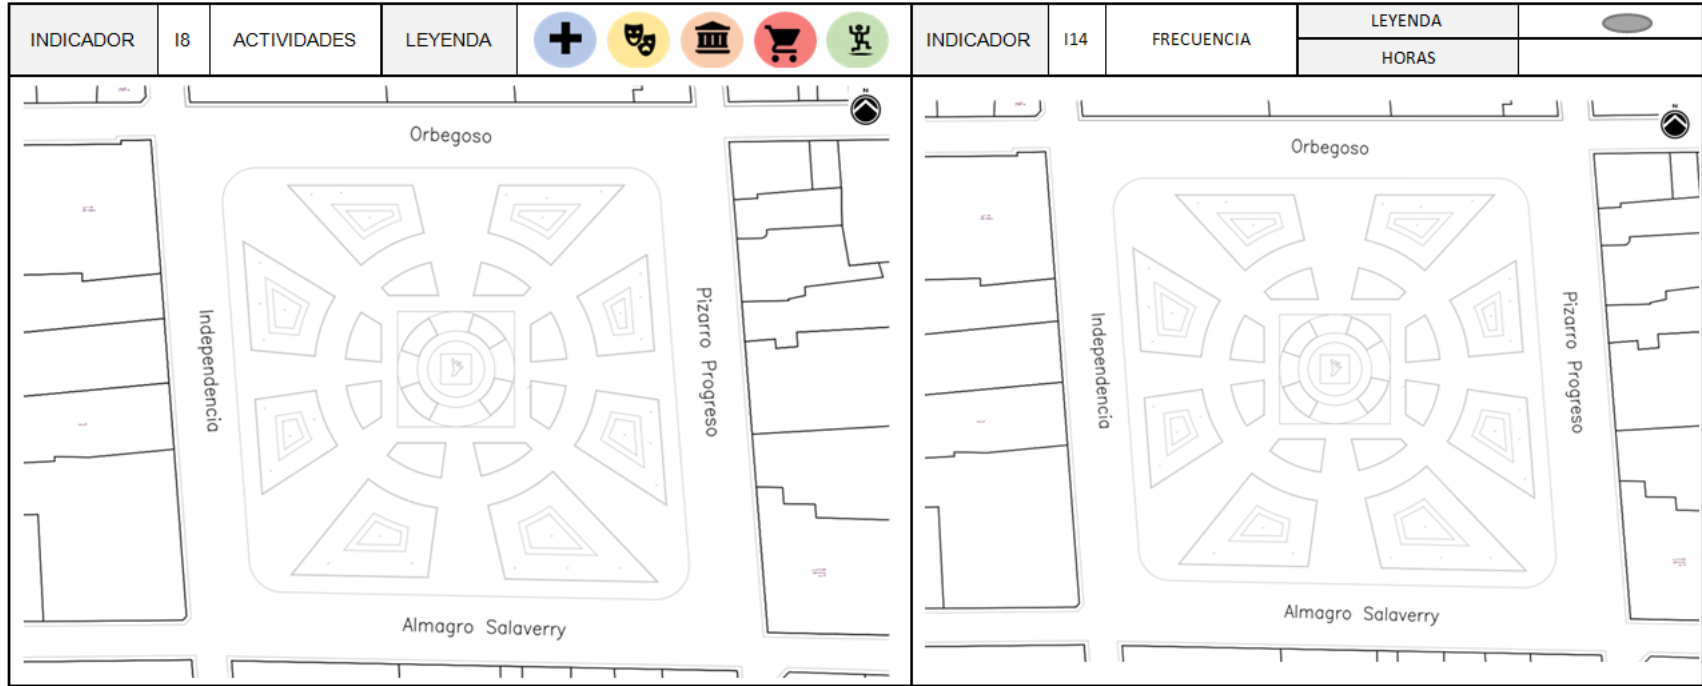 INDICADOR I8 ACTIVIDADES LEYENDA
N
Orbegoso
Independencia
Pizarro Progreso
Almagro Salaverry
INDICADOR I14 FRECUENCIA LEYENDA
HORAS
N
Orbegoso
Independencia
Pizarro Progreso
Almagro Salaverry